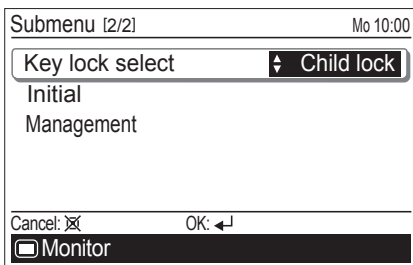 Submenu [2/2] Mo 10:00
Key lock select Child lock
Initial
Management
Cancel: OK:
Monitor